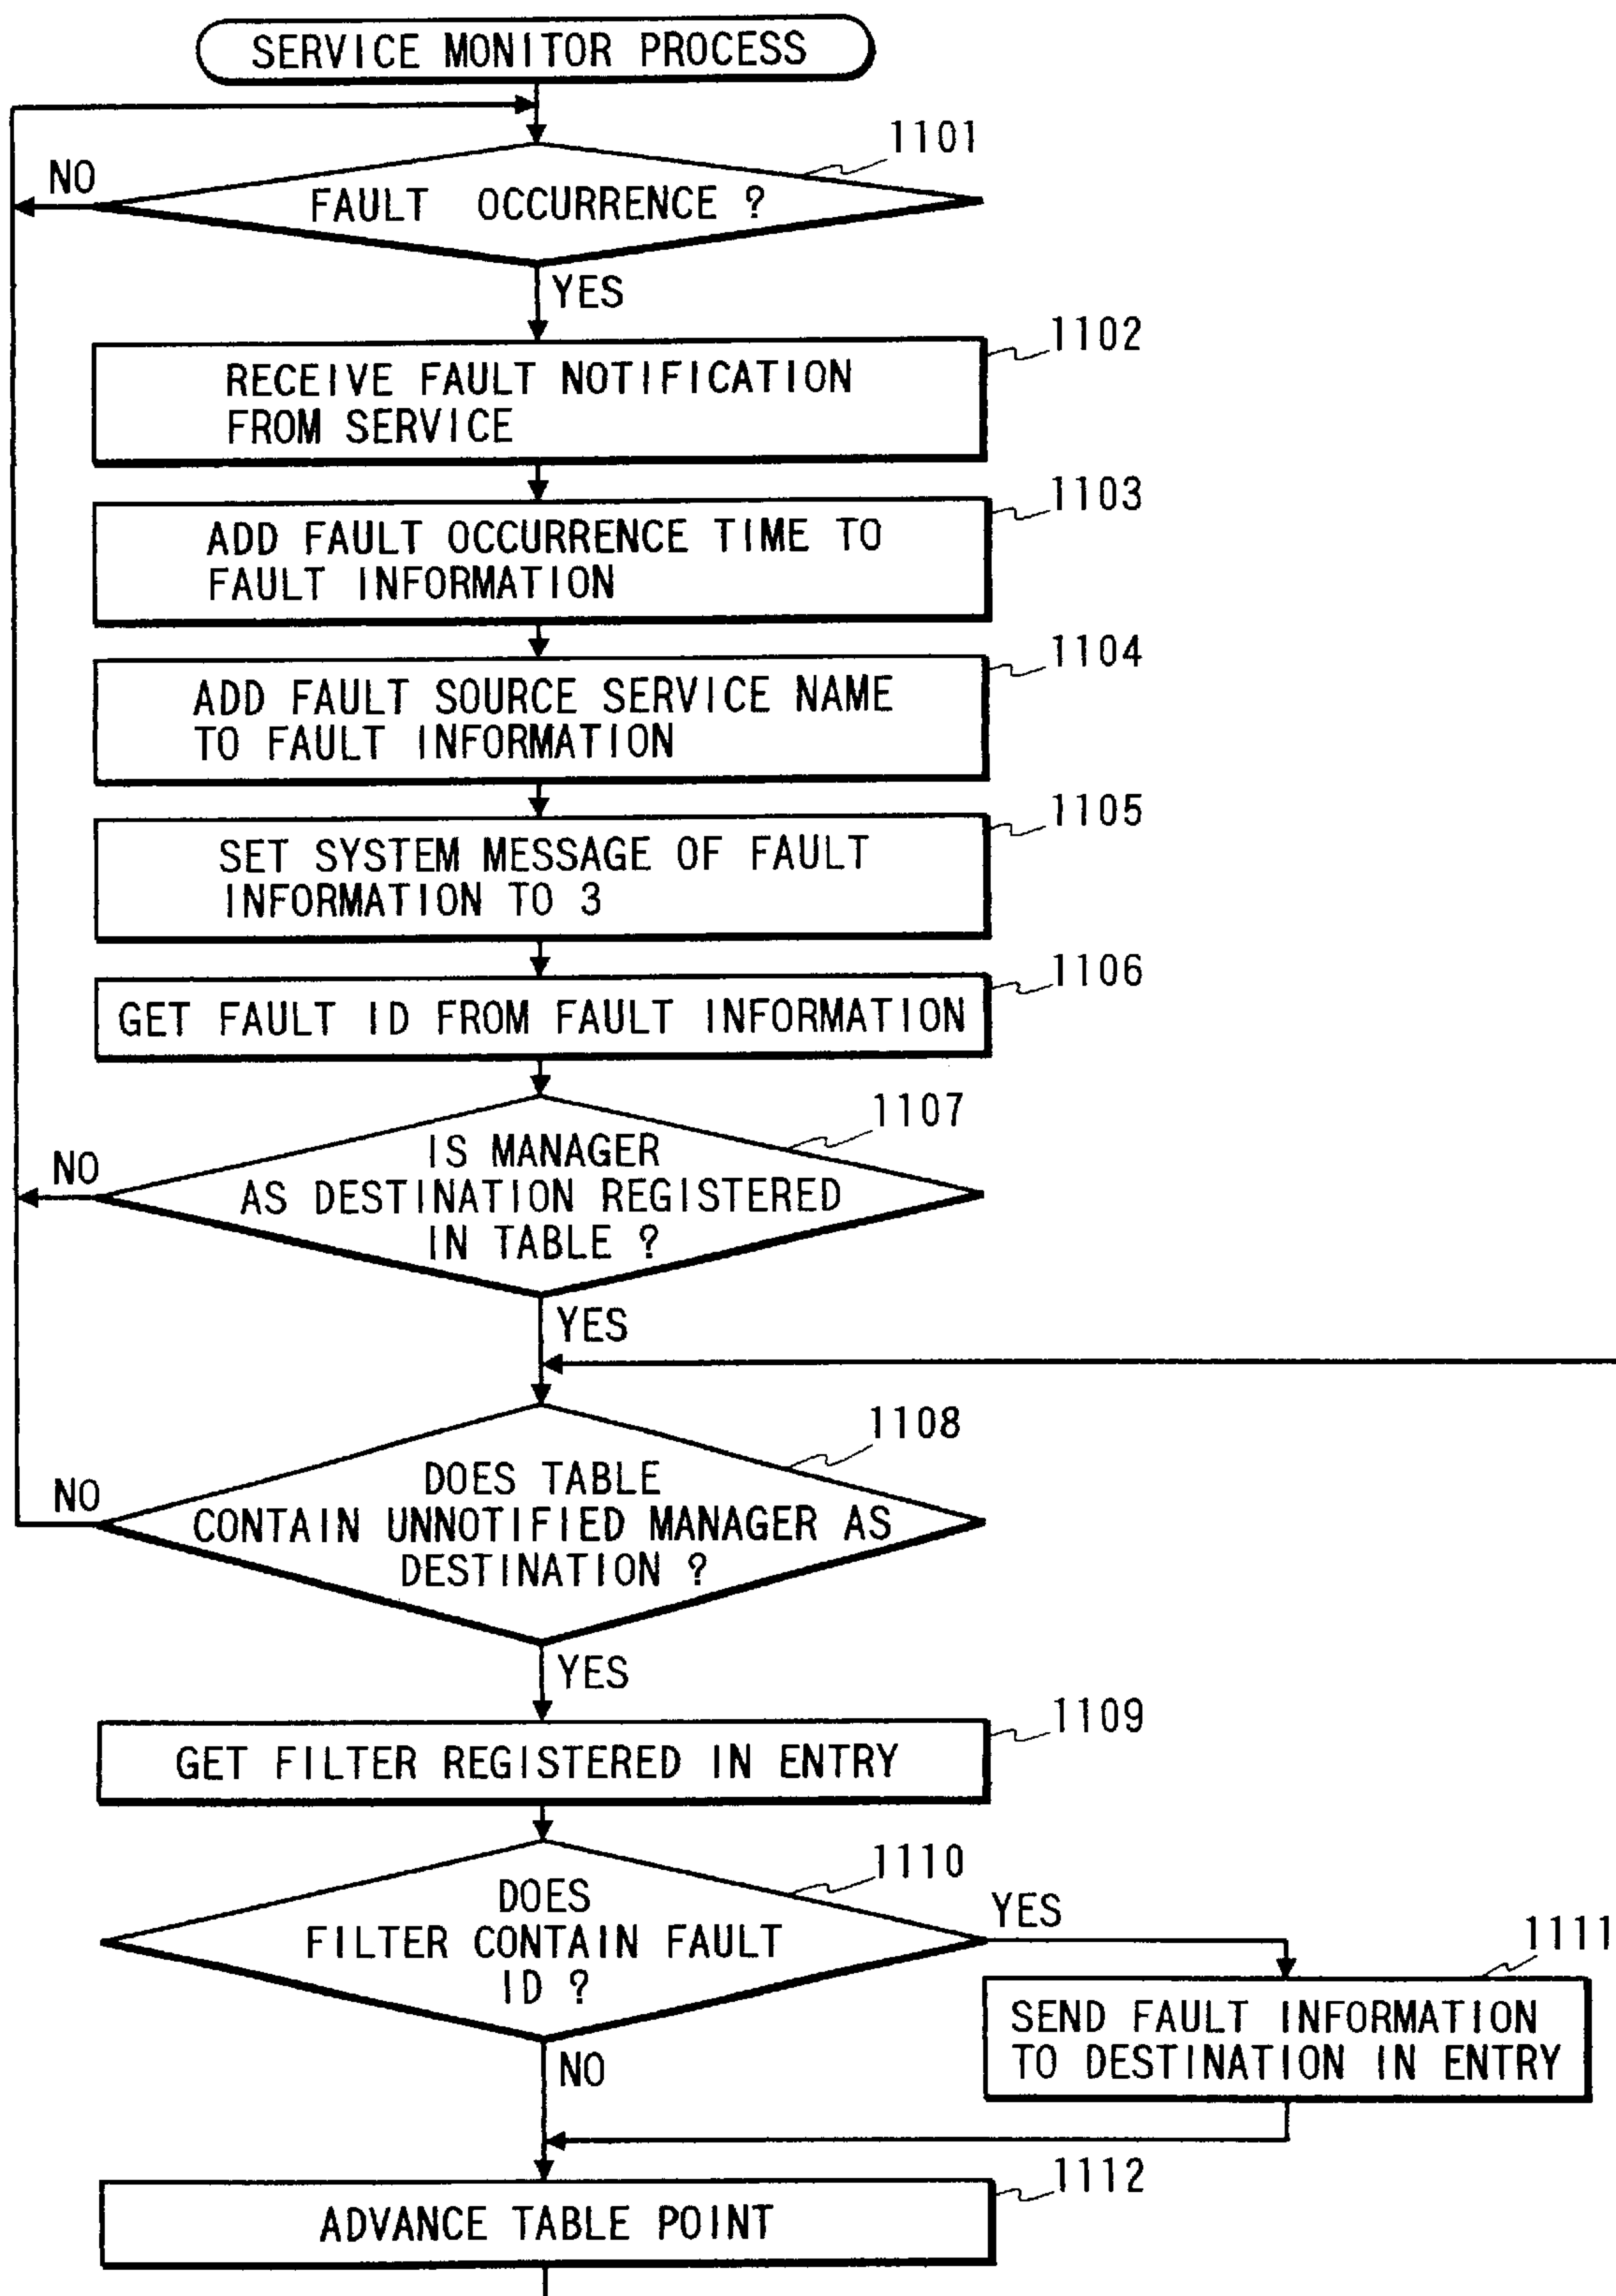 SERVICE MONITOR PROCESS
1101
NO
FAULT OCCURRENCE ?
YES
1102
RECEIVE FAULT NOTIFICATION
FROM SERVICE
1103
ADD FAULT OCCURRENCE TIME TO
FAULT INFORMATION
1104
ADD FAULT SOURCE SERVICE NAME
TO FAULT INFORMATION
1105
SET SYSTEM MESSAGE OF FAULT
INFORMATION TO 3
1106
GET FAULT ID FROM FAULT INFORMATION
1107
IS MANAGER
NO
AS DESTINATION REGISTERED
IN TABLE ?
YES
1108
DOES TABLE
NO
CONTAIN UNNOTIFIED MANAGER AS
DESTINATION ?
YES
1109
GET FILTER REGISTERED IN ENTRY
1110
DOES
FILTER CONTAIN FAULT
ID ?
YES
1111
SEND FAULT INFORMATION
TO DESTINATION IN ENTRY
NO
1112
ADVANCE TABLE POINT